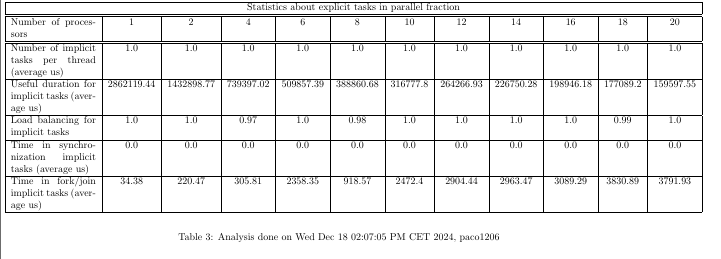 Statistics about explicit tasks in parallel fraction
Number of proces- 1 2 4 6 8 10 12 14 16 18 20
sors
Number of implicit 1.0 1.0 1.0 1.0 1.0 1.0 1.0 1.0 1.0 1.0 1.0
tasks per thread
(average us)
Useful duration for 2862119.44 1432898.77 739397.02 509857.39 388860.68 316777.8 264266.93 226750.28 198946.18 177089.2 159597.55
implicit tasks (aver-
age us)
Load balancing for 1.0 1.0 0.97 1.0 0.98 1.0 1.0 1.0 1.0 0.99 1.0
implicit tasks
Time in synchro- 0.0 0.0 0.0 0.0 0.0 0.0 0.0 0.0 0.0 0.0 0.0
nization implicit
tasks (average us)
Time in fork/join 34.38 220.47 305.81 2358.35 918.57 2472.4 2904.44 2963.47 3089.29 3830.89 3791.93
implicit tasks (aver-
age us)
Table 3: Analysis done on Wed Dec 18 02:07:05 PM CET 2024, paco1206